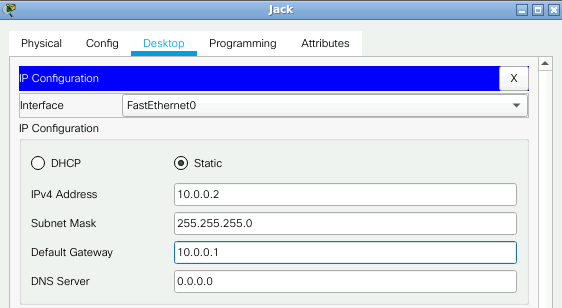 Jack
Physical Config Desktop Programming Attributes
IP Configuration X
Interface FastEthernet0
IP Configuration
DHCP Static
IPv4 Address 10.0.0.2
Subnet Mask 255.255.255.0
Default Gateway 10.0.0.1
DNS Server 0.0.0.0